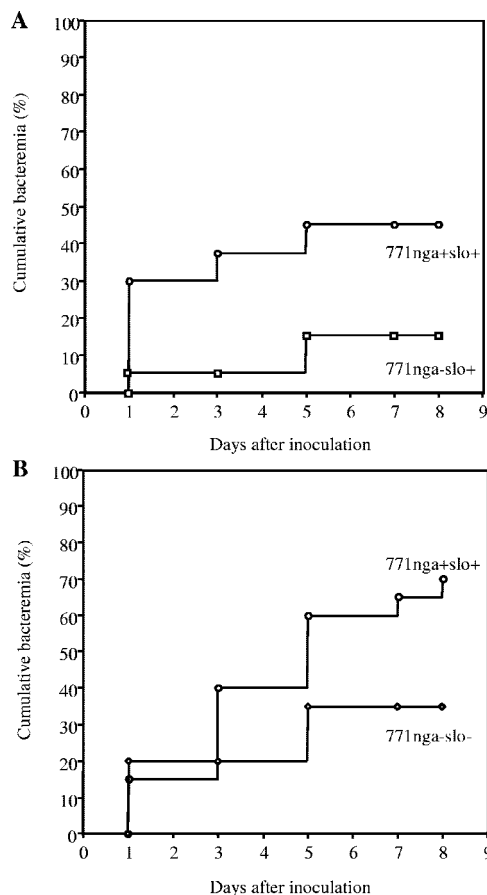 A
100
90
80
70
60
50
40
30
20
10
0
Cumulative bacteremia (%)
771nga+slo+
771nga-slo+
0 1 2 3 4 5 6 7 8 9
Days after inoculation
B
100
90
80
70
60
50
40
30
20
10
0
Cumulative bacteremia (%)
771nga+slo+
771nga-slo-
0 1 2 3 4 5 6 7 8 9
Days after inoculation